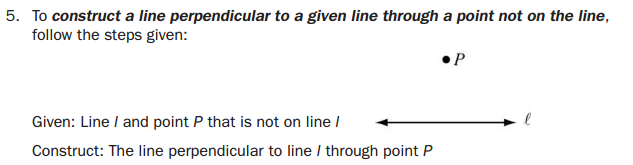 5. To construct a line perpendicular to a given line through a point not on the line,
follow the steps given:
P
Given: Line l and point P that is not on line l
ℓ
Construct: The line perpendicular to line l through point P